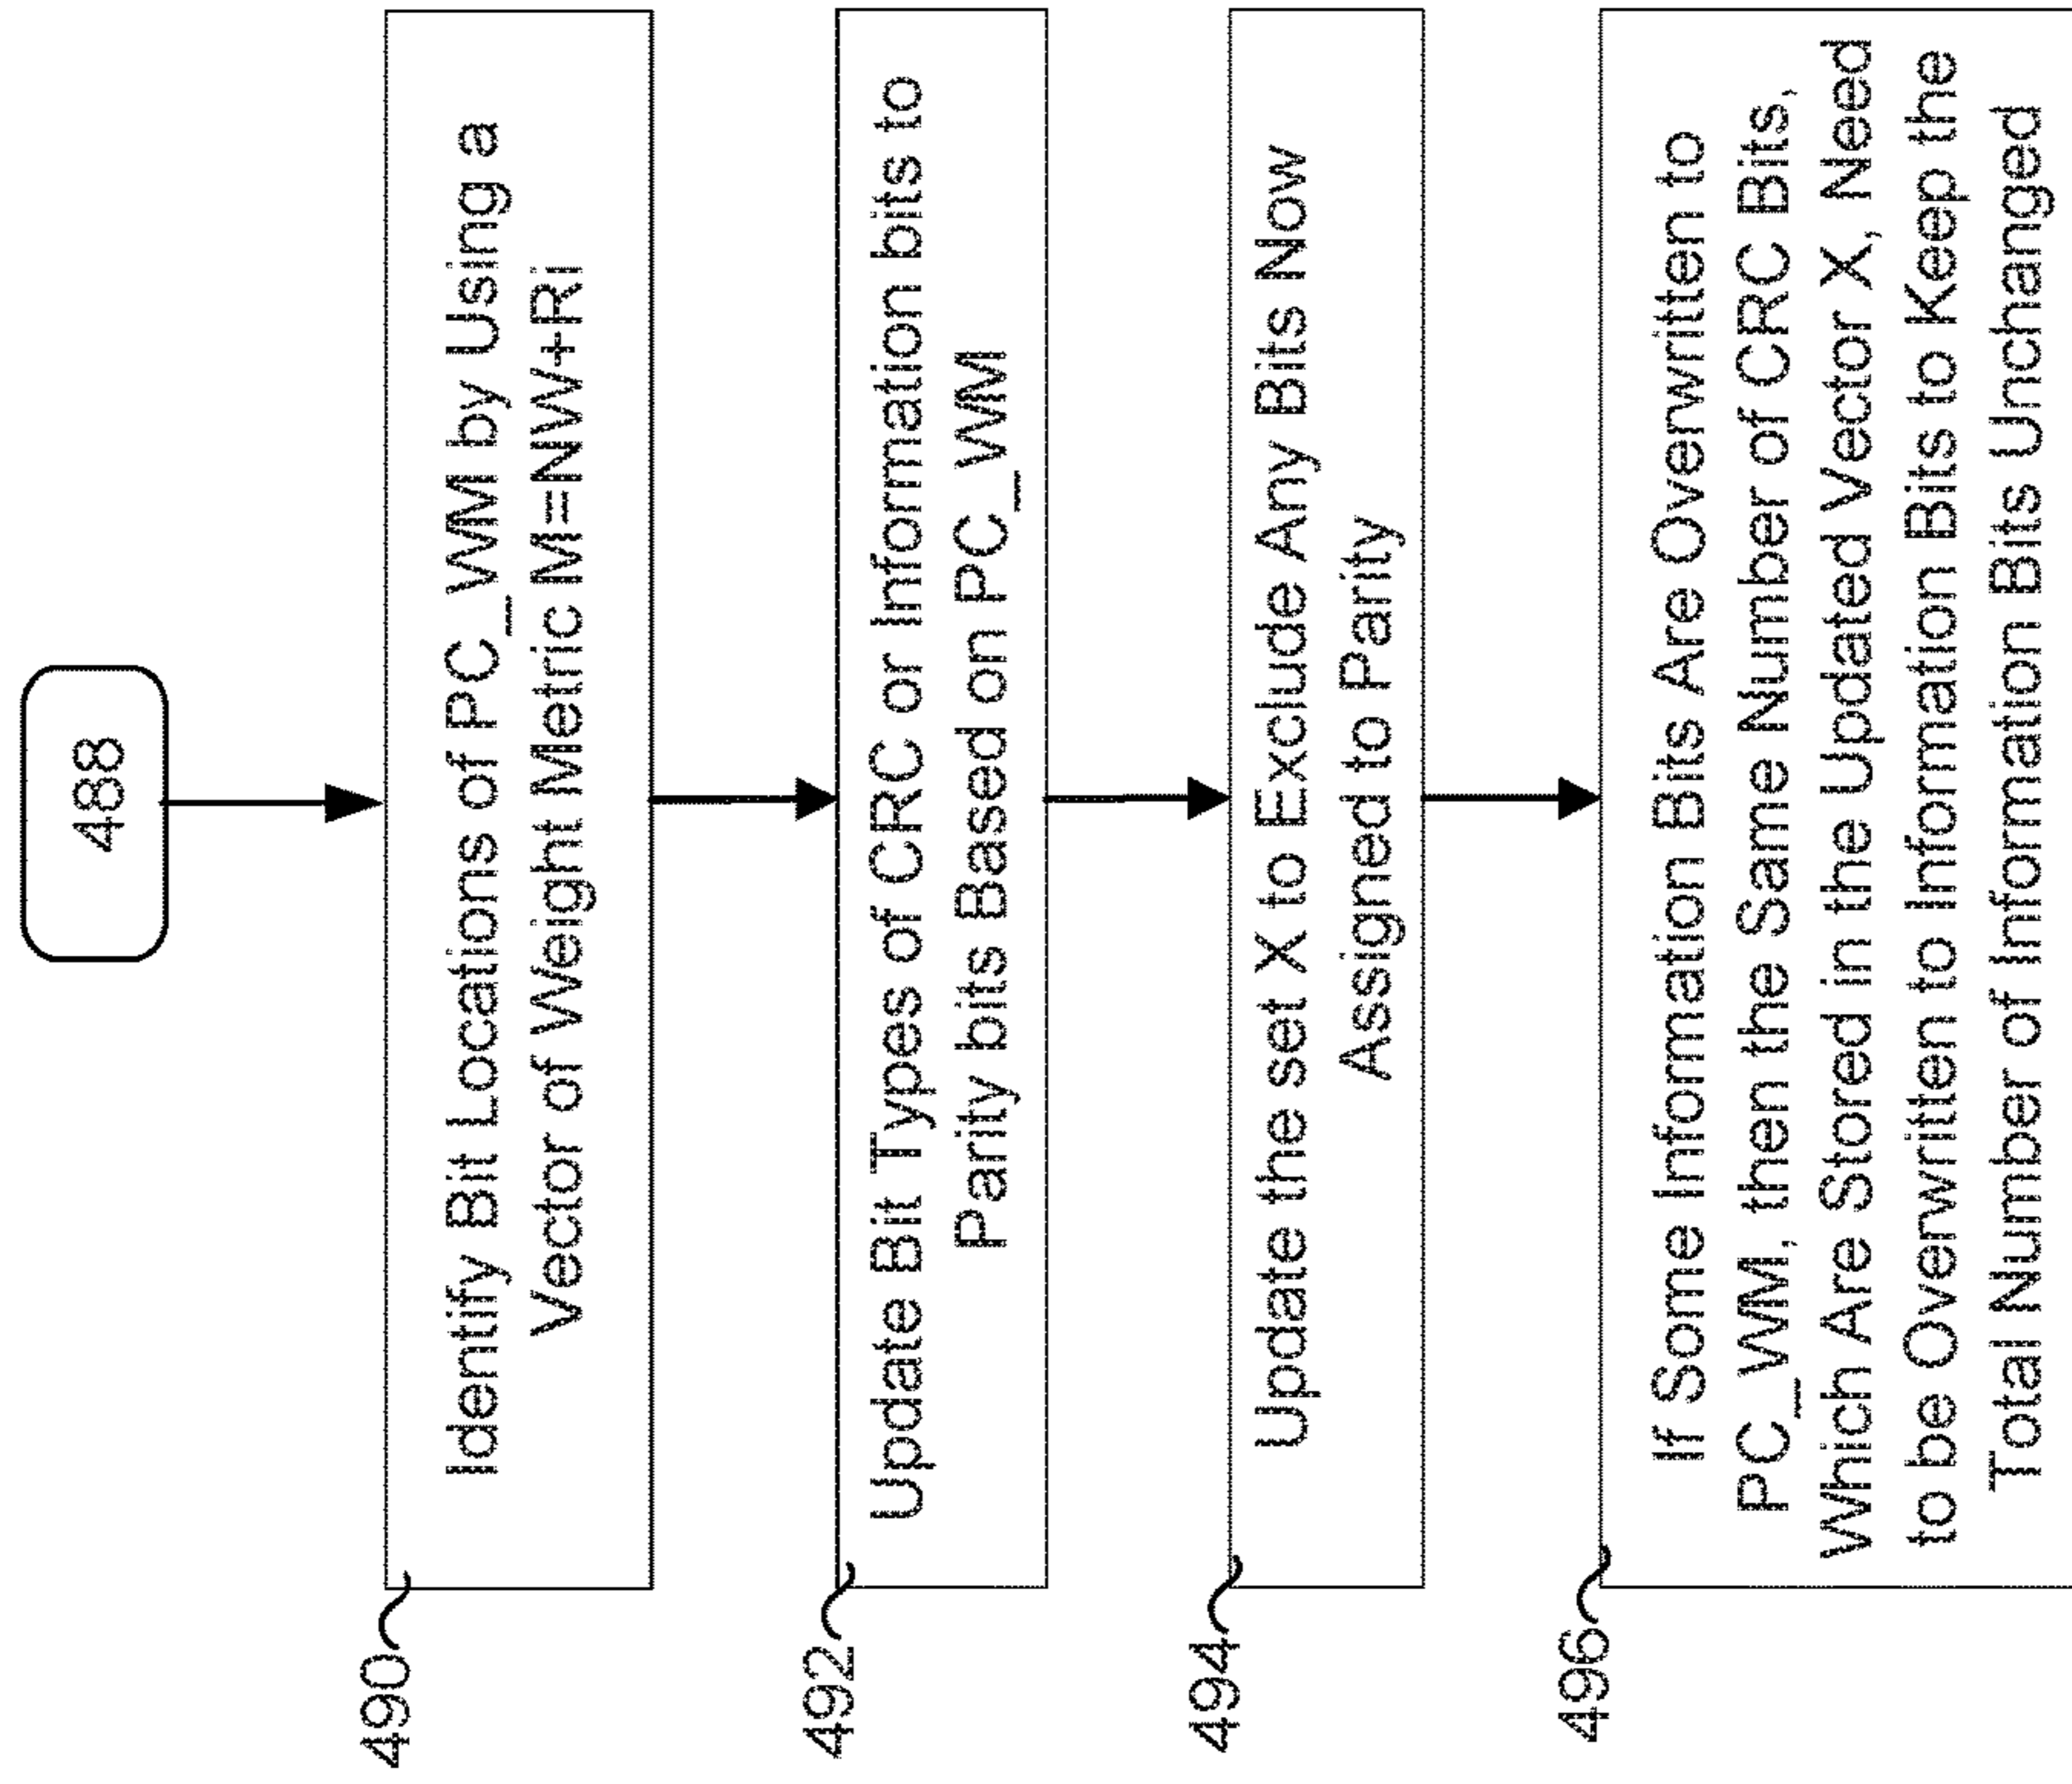 488
490
Identify Bit Locations of PC_WM by Using a
Vector of Weight Metric M=NW+Ri
492
Update Bit Types of CRC or Information bits to
Parity bits Based on PC_WM
494
Update the set X to Exclude Any Bits Now
Assigned to Parity
496
If Some Information Bits Are Overwritten to
PC_WM, then the Same Number of CRC Bits,
Which Are Stored in the Updated Vector X, Need
to be Overwritten to Information Bits to Keep the
Total Number of Information Bits Unchanged